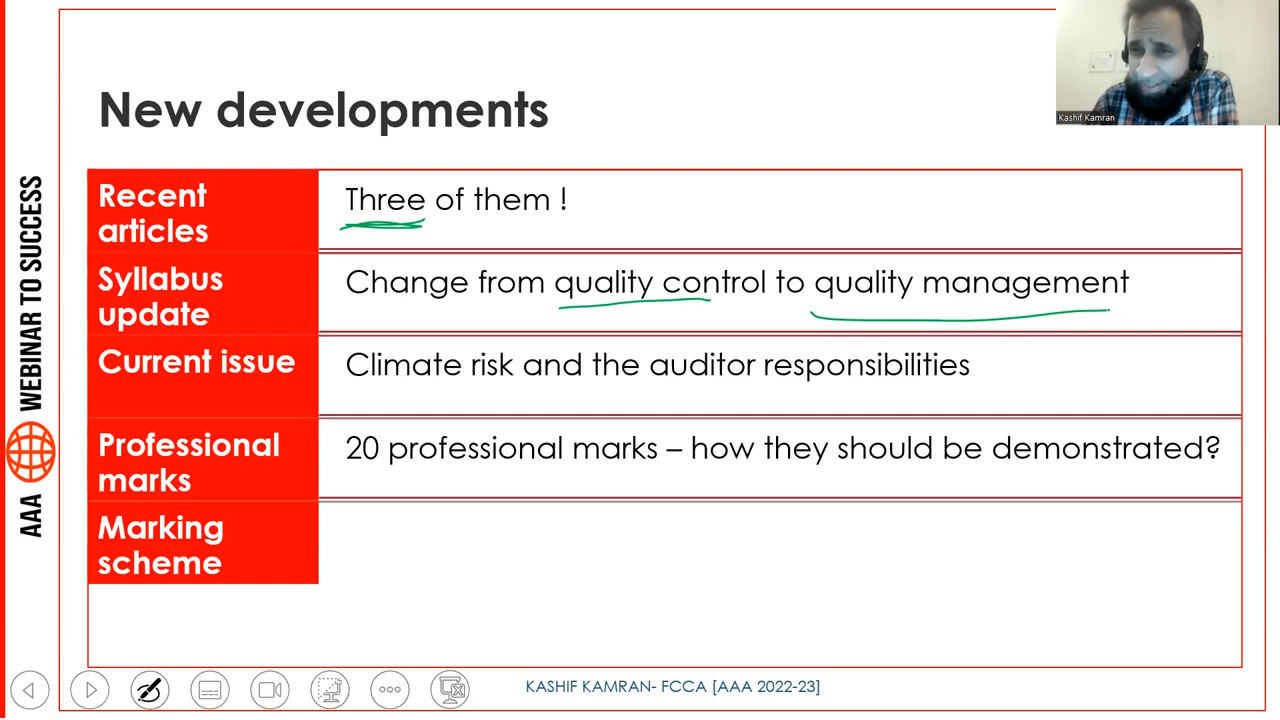 New developments
Kashif Kamran
Recent
articles
Three of them !
Syllabus
update
Change from quality control to quality management
Current issue
Climate risk and the auditor responsibilities
Professional
marks
20 professional marks – how they should be demonstrated?
Marking
scheme
AAA WEBINAR TO SUCCESS
KASHIF KAMRAN- FCCA [AAA 2022-23]